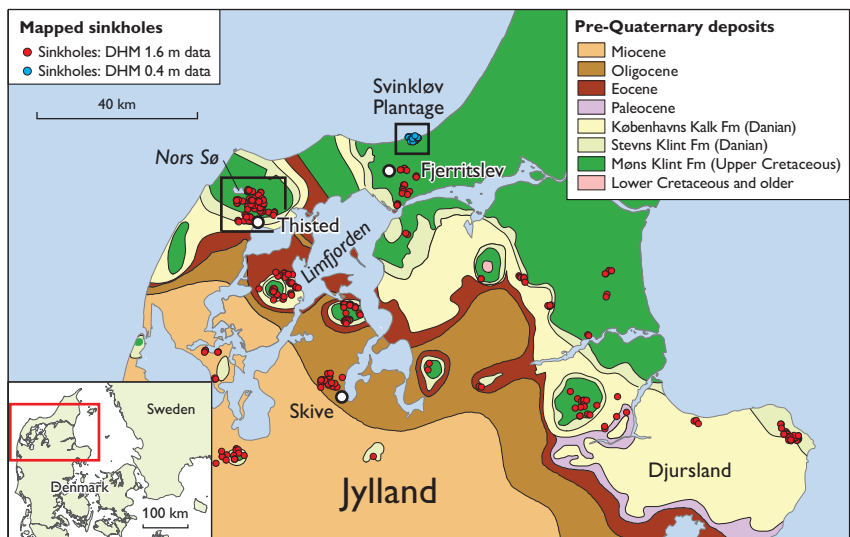 Mapped sinkholes
Sinkholes: DHM 1.6 m data
Sinkholes: DHM 0.4 m data
40 km
Pre-Quaternary deposits
Miocene
Oligocene
Eocene
Paleocene
Københavns Kalk Fm (Danian)
Stevns Klint Fm (Danian)
Møns Klint Fm (Upper Cretaceous)
Lower Cretaceous and older
Svinkløv
Plantage
Nors Sø
Fjerritslev
Thisted
Limfjorden
Skive
Jylland
Djursland
Sweden
Denmark
100 km